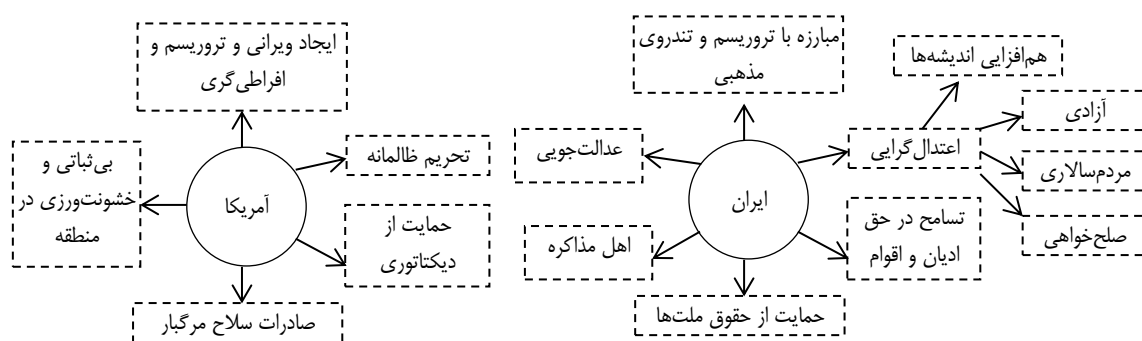 ایجاد ویرانی و تروریسم و
افراطی‌گری
تحریم ظالمانه
بی‌ثباتی و
خشونت‌ورزی در
منطقه
آمریکا
حمایت از
دیکتاتوری
صادرات سلاح مرگبار
مبارزه با تروریسم و تندروی
مذهبی
هم‌افزایی اندیشه‌ها
آزادی
عدالت‌جویی
اعتدال‌گرایی
مردم‌سالاری
ایران
تسامح در حق
ادیان و اقوام
صلح‌خواهی
اهل مذاکره
حمایت از حقوق ملت‌ها